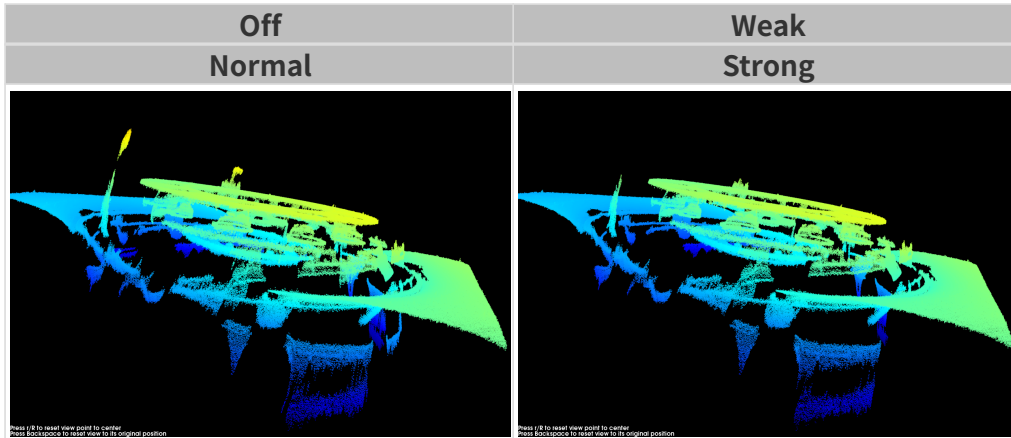 Off
Weak
Normal
Strong
Press r/R to reset view point to center
Press Backspace to reset view to its original position
Press r/R to reset view point to center
Press Backspace to reset view to its original position